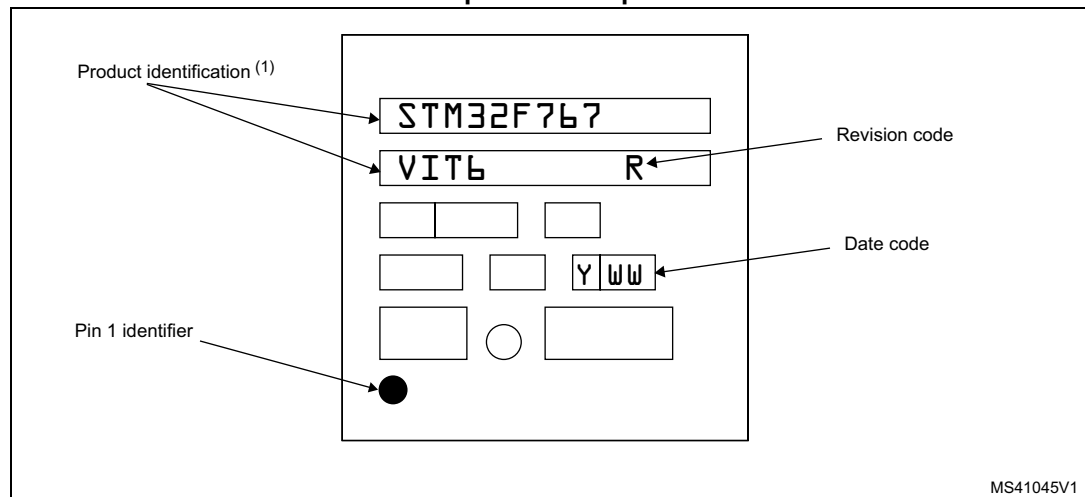 Product identification (1)
STM32F767
Revision code
VIT6 R
Date code
Y WW
Pin 1 identifier
MS41045V1